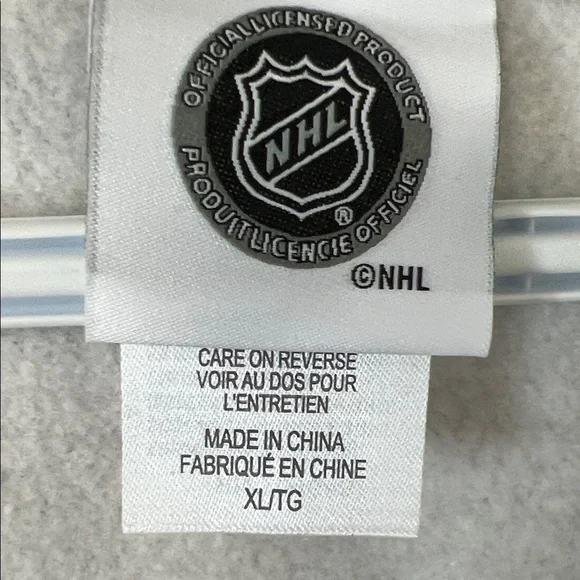 OFFICIAL LICENSED PRODUCT
NHL
®
PRODUIT LICENCIE OFFICIEL
©NHL
CARE ON REVERSE
VOIR AU DOS POUR
L'ENTRETIEN
MADE IN CHINA
FABRIQUÉ EN CHINE
XL/TG